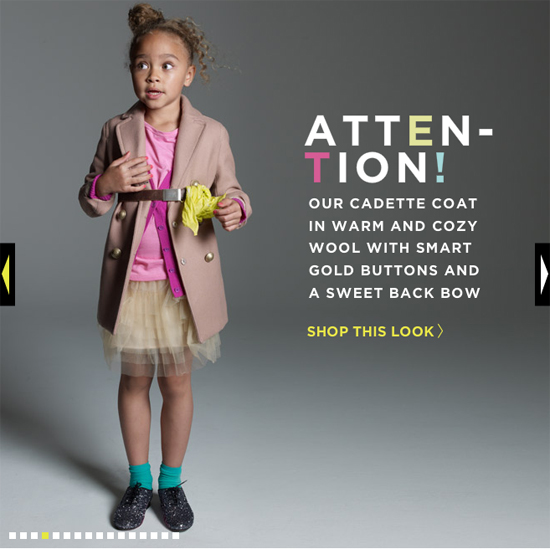 ATTEN-
TION!
OUR CADETTE COAT
IN WARM AND COZY
WOOL WITH SMART
GOLD BUTTONS AND
A SWEET BACK BOW
SHOP THIS LOOK 〉